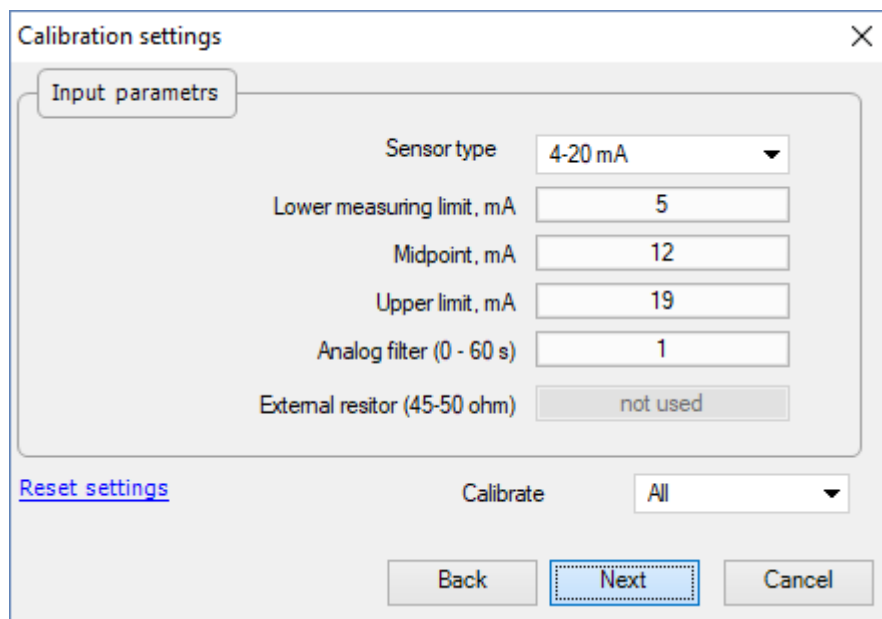 Calibration settings
Input parametrs
Sensor type 4-20 mA
Lower measuring limit, mA 5
Midpoint, mA 12
Upper limit, mA 19
Analog filter (0 - 60 s) 1
External resitor (45-50 ohm) not used
Reset settings Calibrate All
Back Next Cancel